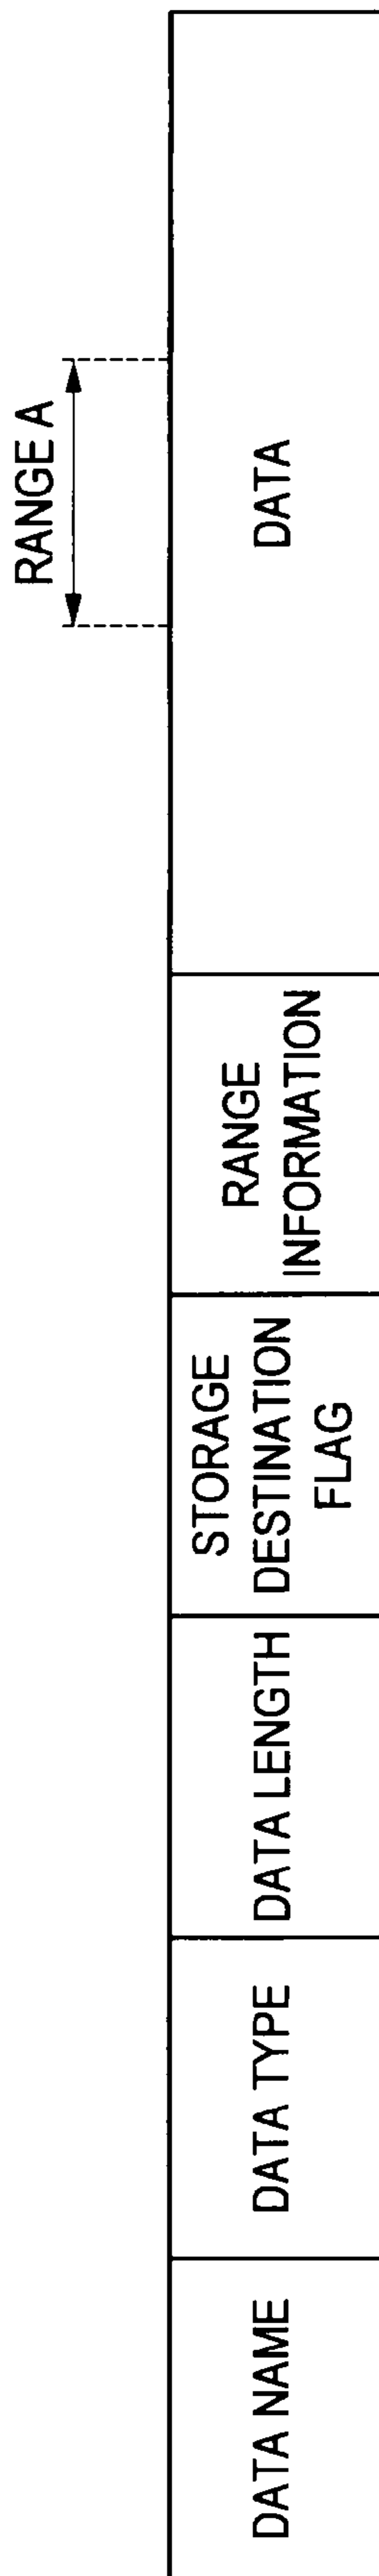 RANGE A
DATA NAME
DATA TYPE
DATA LENGTH
STORAGE
DESTINATION
FLAG
RANGE
INFORMATION
DATA